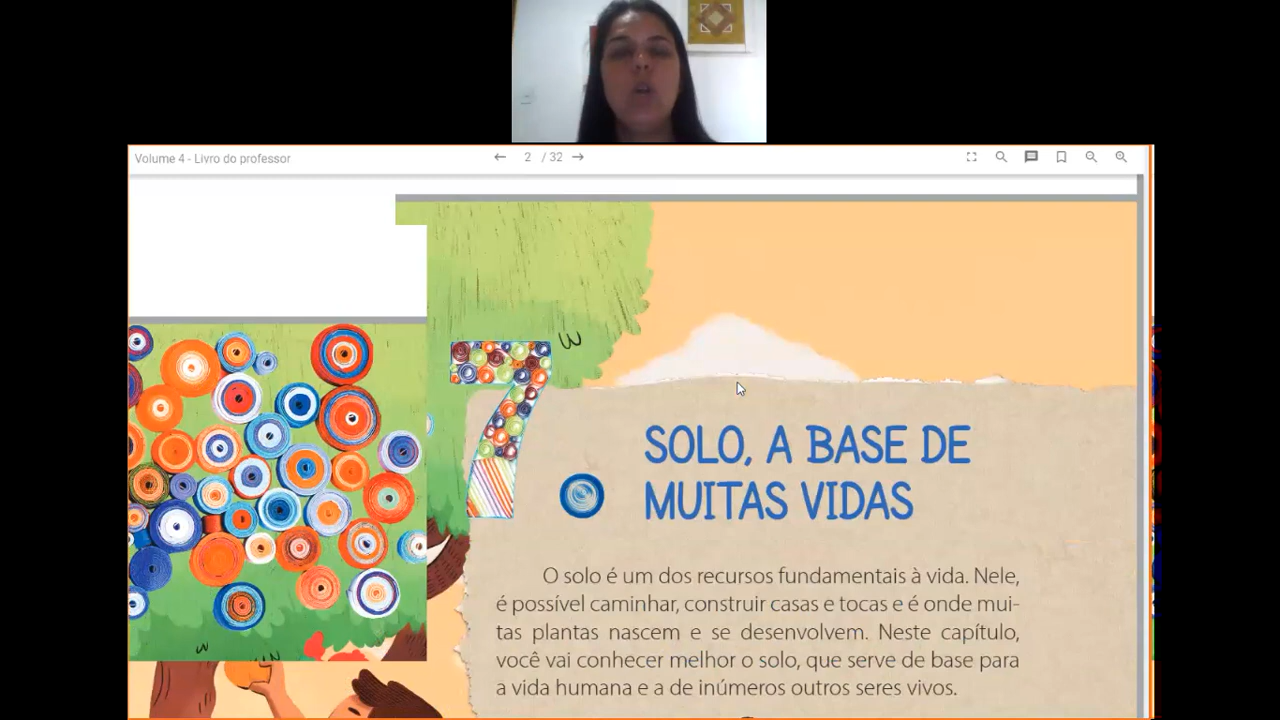 Volume 4 - Livro do professor
2 / 32
7
SOLO, A BASE DE
MUITAS VIDAS
O solo é um dos recursos fundamentais à vida. Nele,
é possível caminhar, construir casas e tocas e é onde mui-
tas plantas nascem e se desenvolvem. Neste capítulo,
você vai conhecer melhor o solo, que serve de base para
a vida humana e a de inúmeros outros seres vivos.